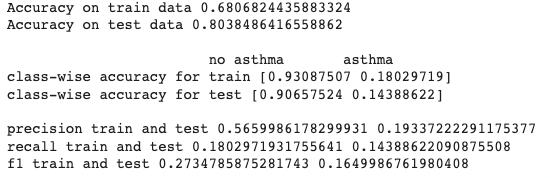 Accuracy on train data 0.6806824435883324
Accuracy on test data 0.8038486416558862
no asthma asthma
class-wise accuracy for train [0.93087507 0.18029719]
class-wise accuracy for test [0.90657524 0.14388622]
precision train and test 0.5659986178299931 0.19337222291175377
recall train and test 0.1802971931755641 0.14388622090875508
f1 train and test 0.2734785875281743 0.1649986761980408